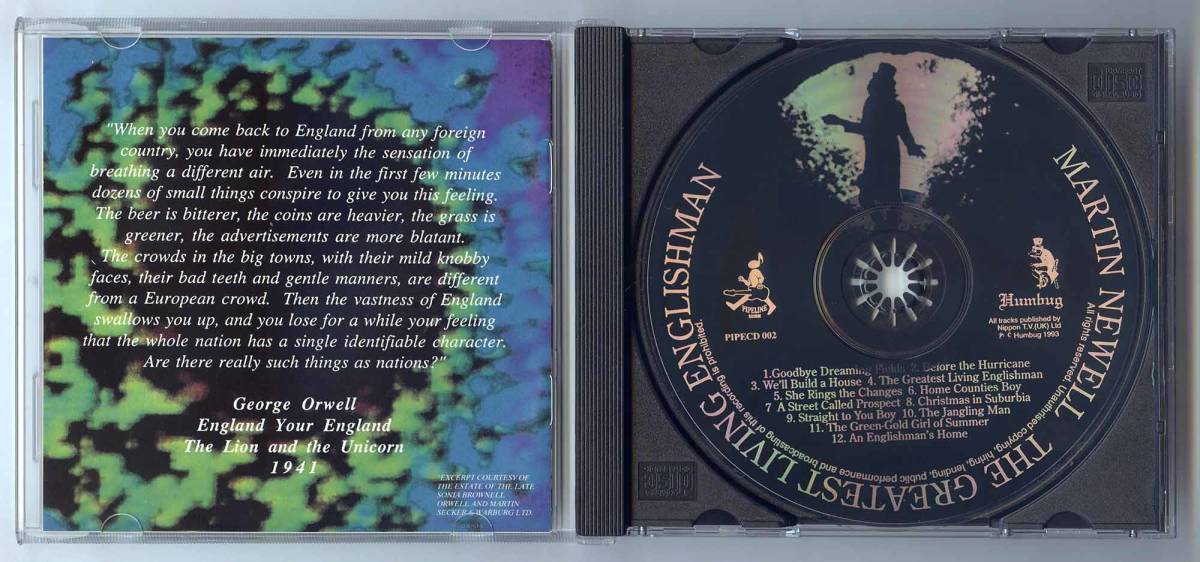 "When you come back to England from any foreign
country, you have immediately the sensation of
breathing a different air. Even in the first few minutes
dozens of small things conspire to give you this feeling.
The beer is bitterer, the coins are heavier, the grass is
greener, the advertisements are more blatant.
The crowds in the big towns, with their mild knobby
faces, their bad teeth and gentle manners, are different
from a European crowd. Then the vastness of England
swallows you up, and you lose for a while your feeling
that the whole nation has a single identifiable character.
Are there really such things as nations?"
George Orwell
England Your England
The Lion and the Unicorn
1941
*EXCERPT COURTESY OF
THE ESTATE OF THE LATE
SONIA BROWNELL
ORWELL AND MARTIN
SECKER & WARBURG LTD.
MARTIN NEWELL THE GREATEST LIVING ENGLISHMAN
PIPELINE
PIPECD 002
Humbug
All tracks published by
Nippon T.V.(UK) Ltd
℗ © Humbug 1993
1.Goodbye Dreaming Fields 2. Before the Hurricane
3. We'll Build a House 4. The Greatest Living Englishman
5. She Rings the Changes 6. Home Counties Boy
7 A Street Called Prospect 8. Christmas in Suburbia
9. Straight to You Boy 10. The Jangling Man
11. The Green-Gold Girl of Summer
12. An Englishman's Home
All rights reserved. Unauthorised copying, hiring, lending, public performance and broadcasting of this recording is prohibited.
COMPACT
disc
DIGITAL AUDIO